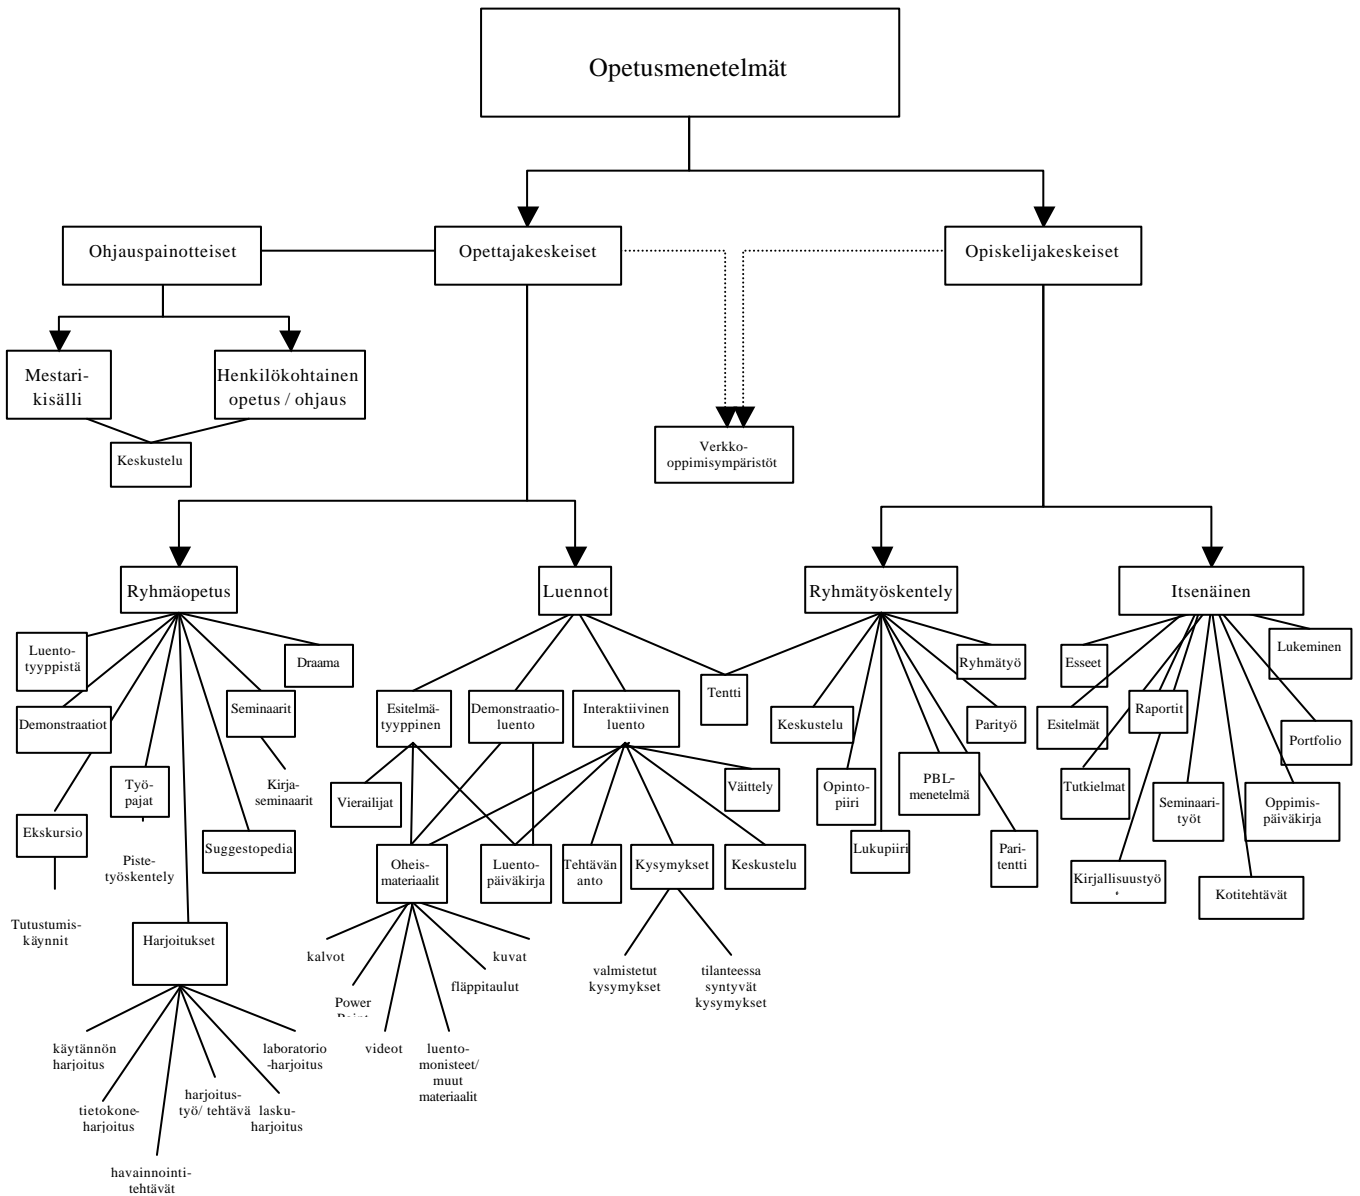 Opetusmenetelmät
Ohjauspainotteiset
Opettajakeskeiset
Opiskelijakeskeiset
Mestari-
kisälli
Henkilökohtainen
opetus / ohjaus
Keskustelu
Verkko-
oppimisympäristöt
Ryhmäopetus
Luennot
Ryhmätyöskentely
Itsenäinen
Luento-
tyyppistä
Draama
Demonstraatiot
Seminaarit
Työ-
pajat
Kirja-
seminaarit
Ekskursio
Suggestopedia
Piste-
työskentely
Tutustumis-
käynnit
Harjoitukset
käytännön
harjoitus
laboratorio
-harjoitus
tietokone-
harjoitus
harjoitus-
työ/ tehtävä
lasku-
harjoitus
havainnointi-
tehtävät
Esitelmä-
tyyppinen
Demonstraatio-
luento
Interaktiivinen
luento
Tentti
Vierailijat
Väittely
Oheis-
materiaalit
Luento-
päiväkirja
Tehtävän
anto
Kysymykset
Keskustelu
kalvot
kuvat
fläppitaulut
Power
videot
luento-
monisteet/
muut
materiaalit
valmistetut
kysymykset
tilanteessa
syntyvät
kysymykset
Ryhmätyö
Keskustelu
Parityö
Opinto-
piiri
PBL-
menetelmä
Lukupiiri
Pari-
tentti
Esseet
Lukeminen
Esitelmät
Raportit
Portfolio
Tutkielmat
Seminaari-
työt
Oppimis-
päiväkirja
Kirjallisuustyö
Kotitehtävät